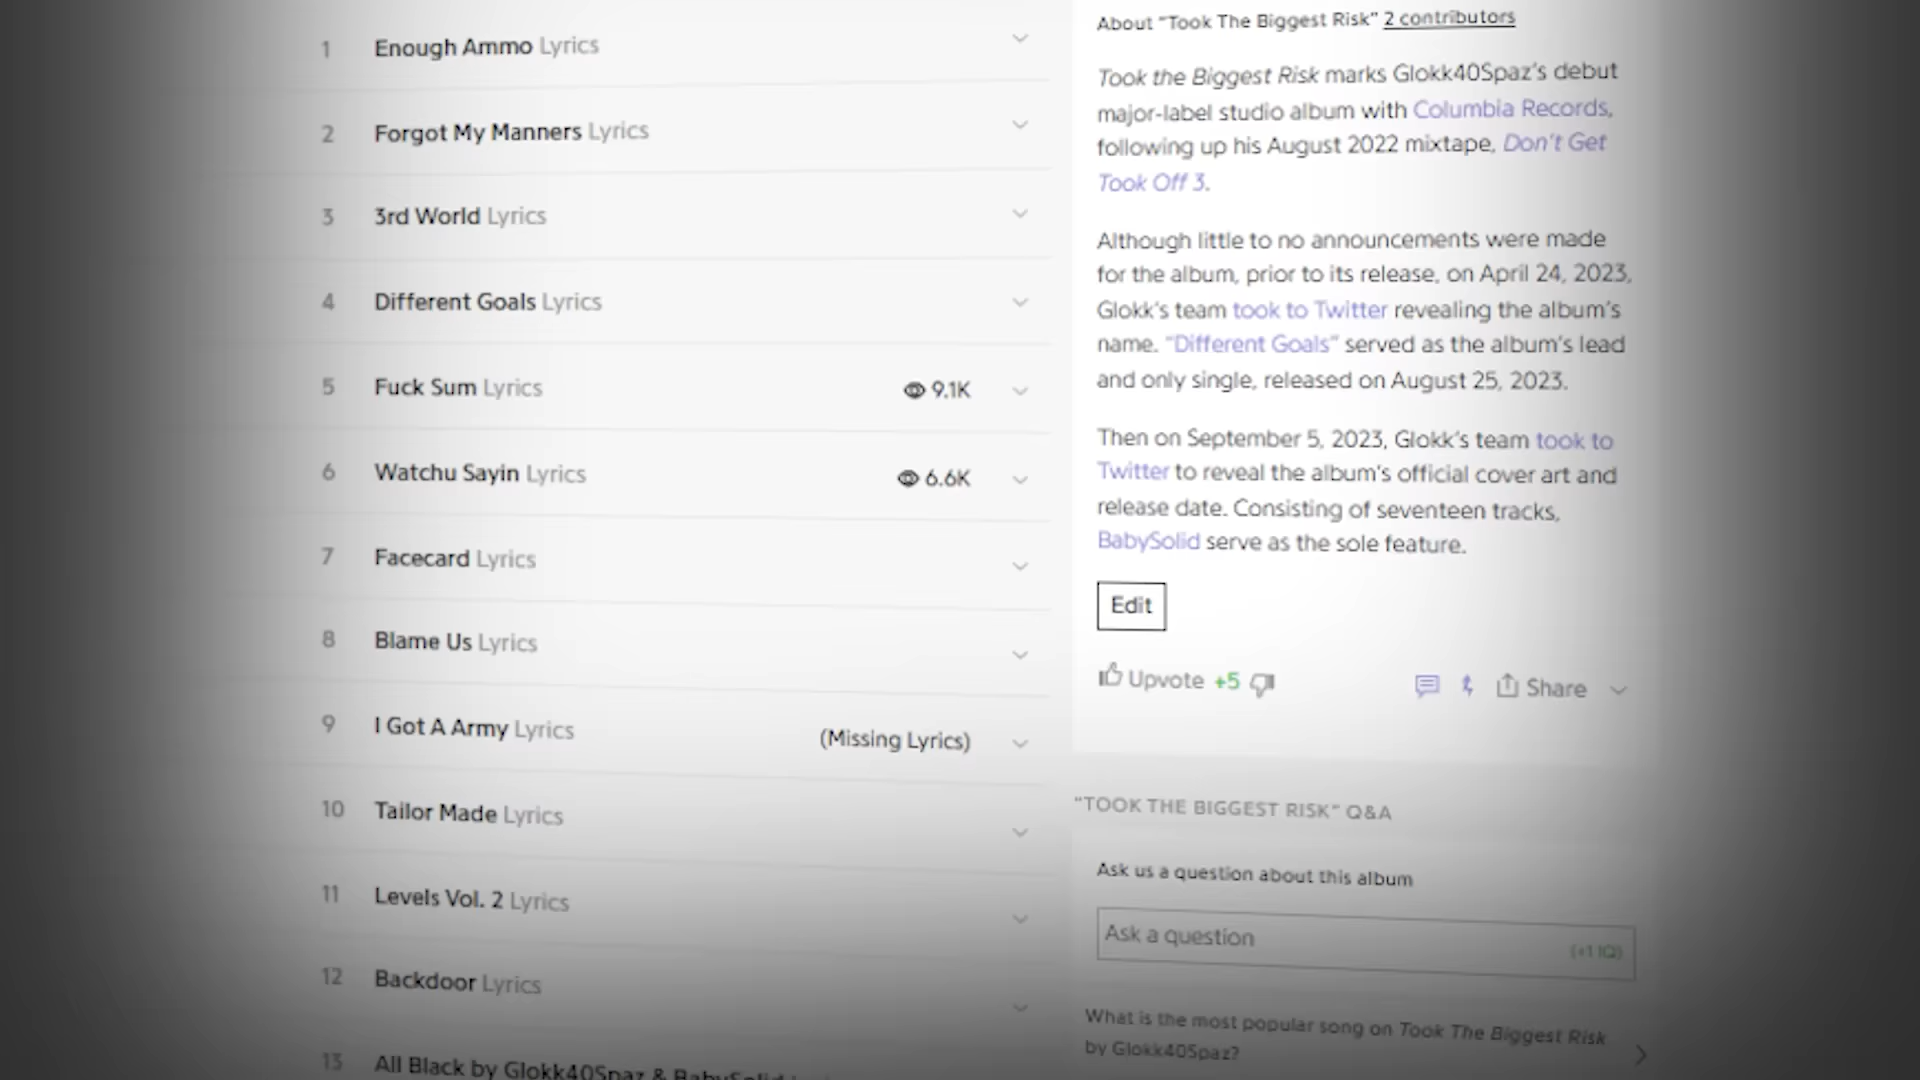 1 Enough Ammo Lyrics
2 Forgot My Manners Lyrics
3 3rd World Lyrics
4 Different Goals Lyrics
5 Fuck Sum Lyrics 9.1K
6 Watchu Sayin Lyrics 6.6K
7 Facecard Lyrics
8 Blame Us Lyrics
9 I Got A Army Lyrics (Missing Lyrics)
10 Tailor Made Lyrics
11 Levels Vol. 2 Lyrics
12 Backdoor Lyrics
13 All Black by Glokk40Spaz & BabySolid
About “Took The Biggest Risk” 2 contributors
Took the Biggest Risk marks Glokk40Spaz’s debut
major-label studio album with Columbia Records,
following up his August 2022 mixtape, Don’t Get
Took Off 3.
Although little to no announcements were made
for the album, prior to its release, on April 24, 2023,
Glokk’s team took to Twitter revealing the album’s
name. “Different Goals” served as the album’s lead
and only single, released on August 25, 2023.
Then on September 5, 2023, Glokk’s team took to
Twitter to reveal the album’s official cover art and
release date. Consisting of seventeen tracks,
BabySolid serve as the sole feature.
Edit
Upvote +5 Share
“TOOK THE BIGGEST RISK” Q&A
Ask us a question about this album
Ask a question (+1 IQ)
What is the most popular song on Took The Biggest Risk
by Glokk40Spaz?